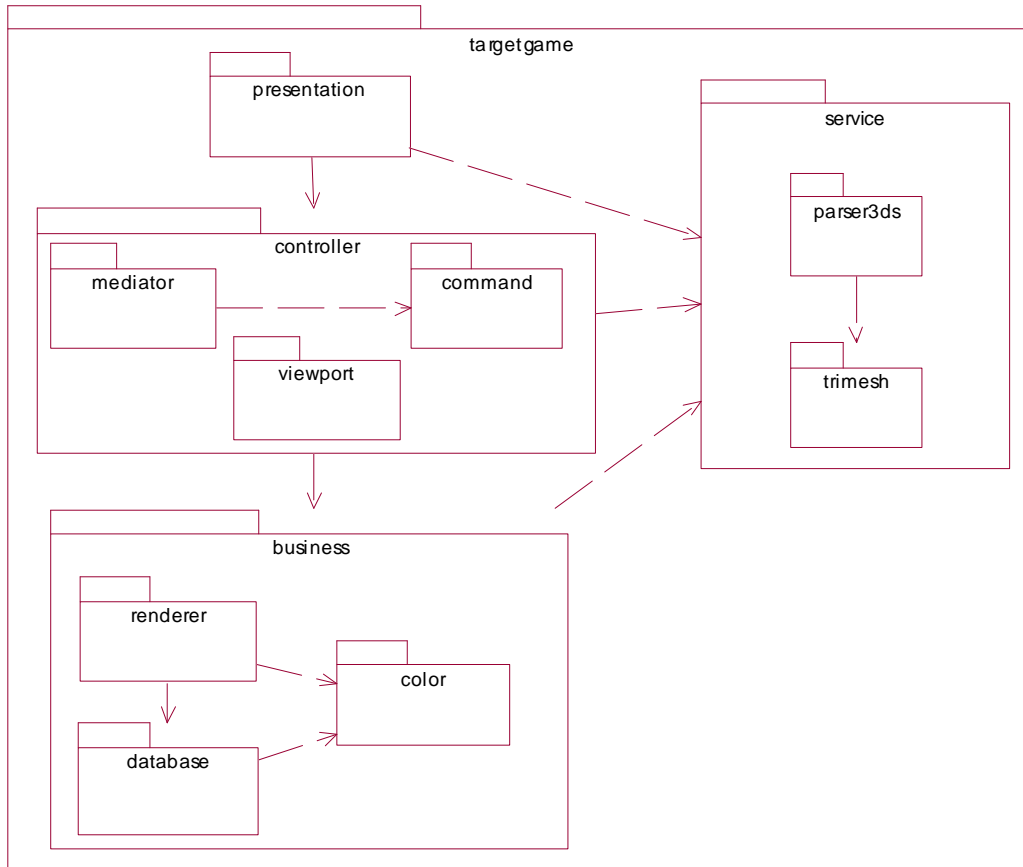 targetgame
presentation
service
parser3ds
controller
mediator
command
viewport
trimesh
business
renderer
color
database